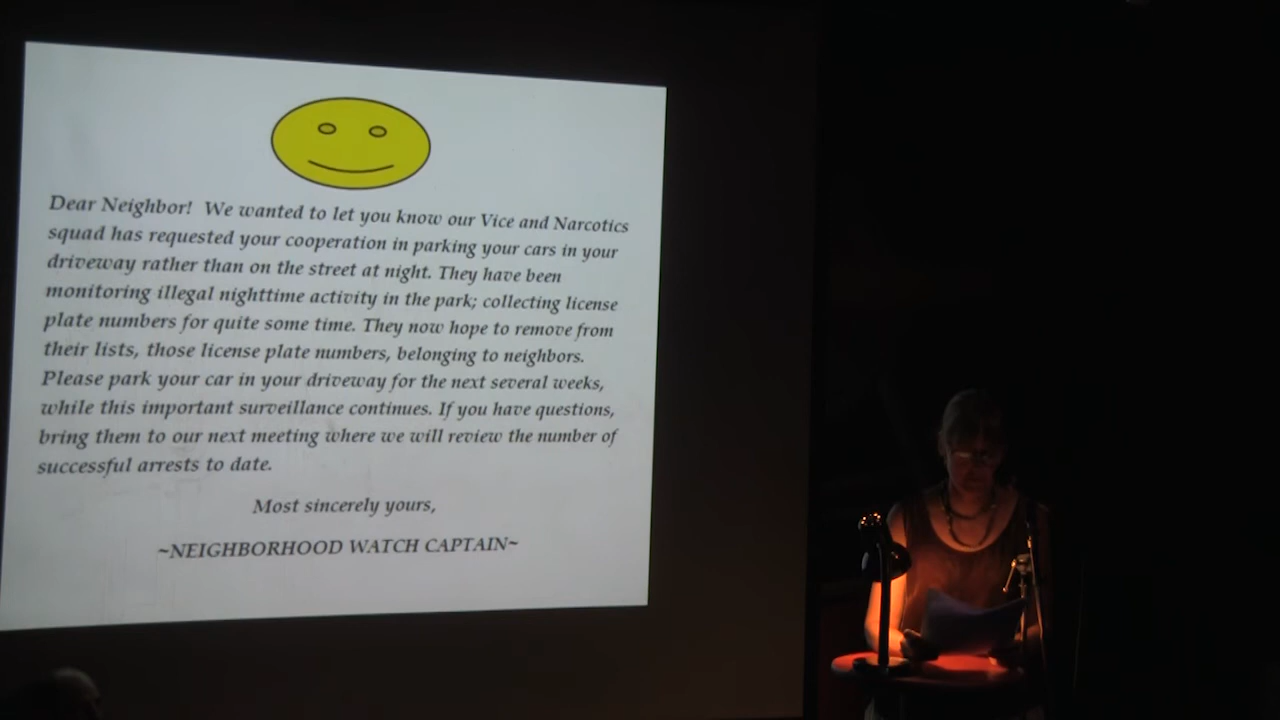 Dear Neighbor!  We wanted to let you know our Vice and Narcotics
squad has requested your cooperation in parking your cars in your
driveway rather than on the street at night. They have been
monitoring illegal nighttime activity in the park; collecting license
plate numbers for quite some time. They now hope to remove from
their lists, those license plate numbers, belonging to neighbors.
Please park your car in your driveway for the next several weeks,
while this important surveillance continues. If you have questions,
bring them to our next meeting where we will review the number of
successful arrests to date.
Most sincerely yours,
~NEIGHBORHOOD WATCH CAPTAIN~